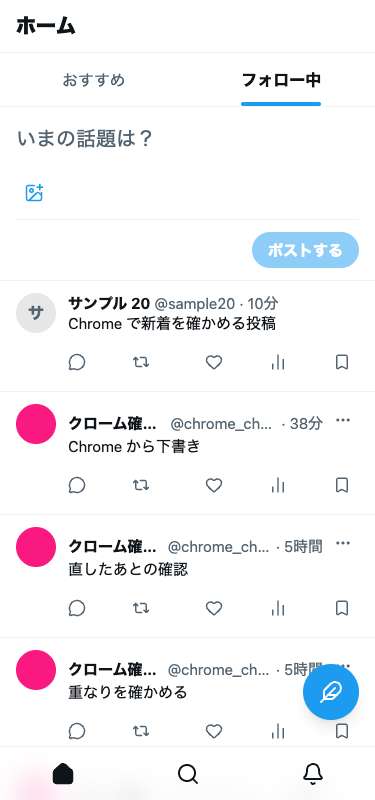 ホーム
おすすめ
フォロー中
いまの話題は？
ポストする
サ
サンプル 20 @sample20 · 10分
Chrome で新着を確かめる投稿
クローム確... @chrome_ch... · 38分
Chrome から下書き
クローム確... @chrome_ch... · 5時間
直したあとの確認
クローム確... @chrome_ch... · 5時間
重なりを確かめる